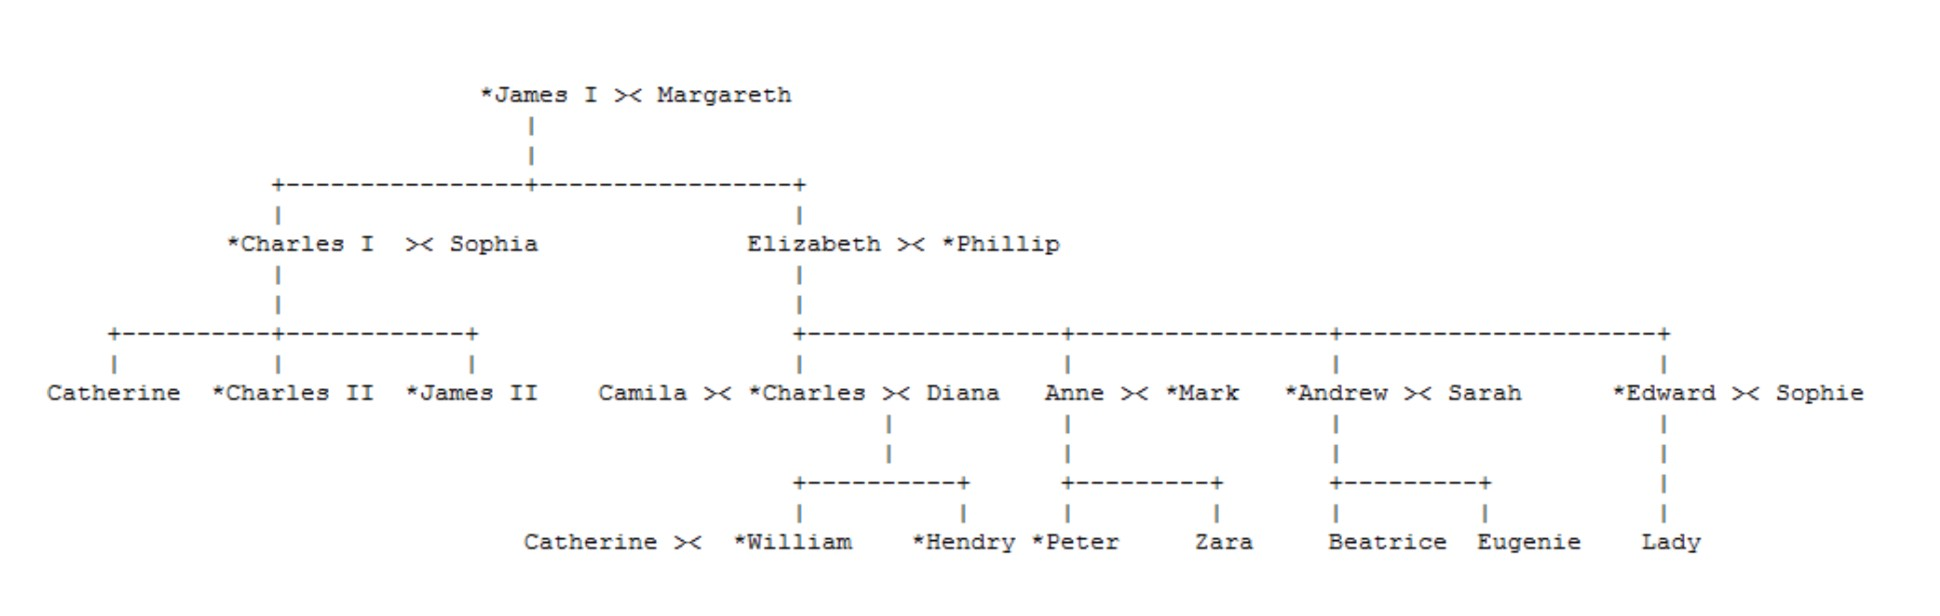 *James I >< Margareth
*Charles I >< Sophia Elizabeth >< *Phillip
Catherine *Charles II *James II Camila >< *Charles >< Diana Anne >< *Mark *Andrew >< Sarah *Edward >< Sophie
Catherine >< *William *Hendry *Peter Zara Beatrice Eugenie Lady